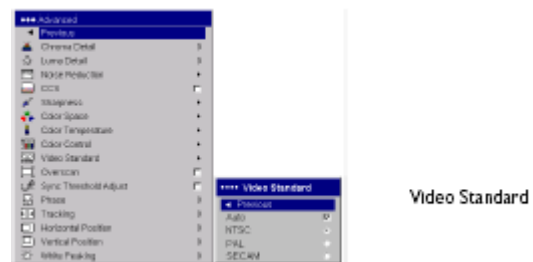 Advanced
Previous
Chroma Detail
Luma Detail
Noise Reduction
CCS
Sharpness
Color Space
Color Temperature
Color Control
Video Standard
Overscan
Sync Threshold Adjust
Phase
Tracking
Horizontal Position
Vertical Position
White Peaking
Video Standard
Previous
Auto
NTSC
PAL
SECAM
Video Standard